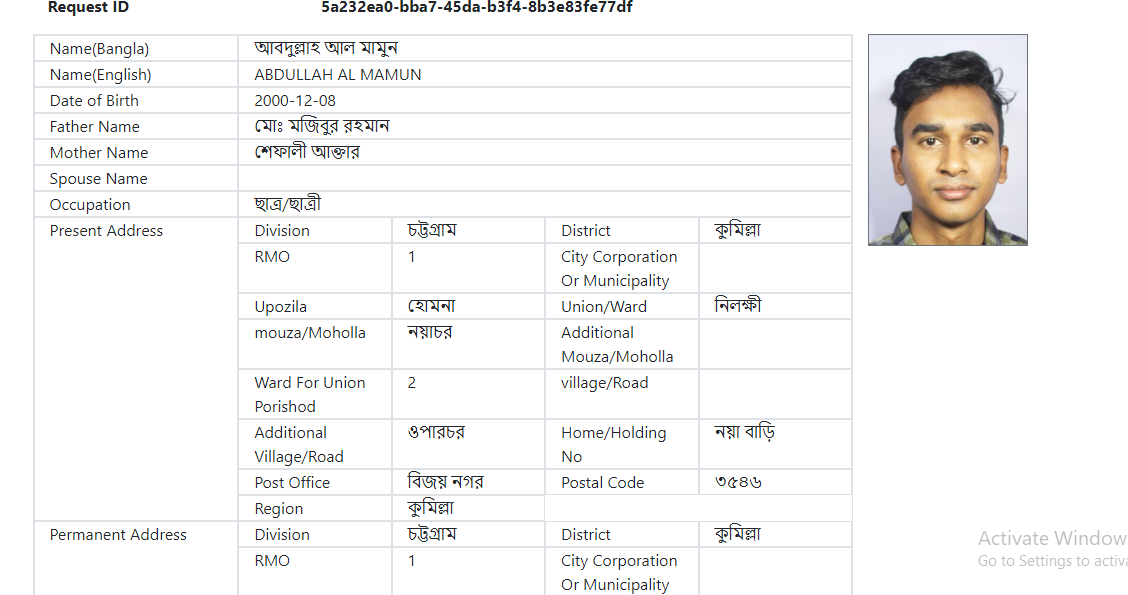 Request ID 5a232ea0-bba7-45da-b3f4-8b3e83fe77df
Name(Bangla) আবদুল্লাহ আল মামুন
Name(English) ABDULLAH AL MAMUN
Date of Birth 2000-12-08
Father Name মোঃ মজিবুর রহমান
Mother Name শেফালী আক্তার
Spouse Name
Occupation ছাত্র/ছাত্রী
Present Address Division চট্টগ্রাম District কুমিল্লা
RMO 1 City Corporation
Or Municipality
Upozila হোমনা Union/Ward নিলক্ষী
mouza/Moholla নয়াচর Additional
Mouza/Moholla
Ward For Union 2 village/Road
Porishod
Additional ওপারচর Home/Holding নয়া বাড়ি
Village/Road No
Post Office বিজয় নগর Postal Code ৩৫৪৬
Region কুমিল্লা
Permanent Address Division চট্টগ্রাম District কুমিল্লা
RMO 1 City Corporation
Or Municipality
Activate Window
Go to Settings to activa